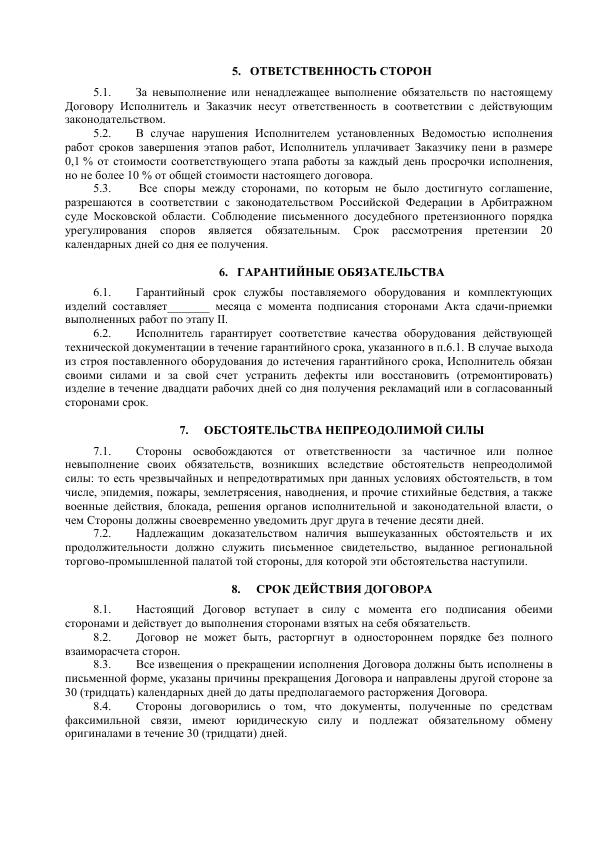 5. ОТВЕТСТВЕННОСТЬ СТОРОН
5.1. За невыполнение или ненадлежащее выполнение обязательств по настоящему
Договору Исполнитель и Заказчик несут ответственность в соответствии с действующим
законодательством.
5.2. В случае нарушения Исполнителем установленных Ведомостью исполнения
работ сроков завершения этапов работ, Исполнитель уплачивает Заказчику пени в размере
0,1 % от стоимости соответствующего этапа работы за каждый день просрочки исполнения,
но не более 10 % от общей стоимости настоящего договора.
5.3. Все споры между сторонами, по которым не было достигнуто соглашение,
разрешаются в соответствии с законодательством Российской Федерации в Арбитражном
суде Московской области. Соблюдение письменного досудебного претензионного порядка
урегулирования споров является обязательным. Срок рассмотрения претензии 20
календарных дней со дня ее получения.
6. ГАРАНТИЙНЫЕ ОБЯЗАТЕЛЬСТВА
6.1. Гарантийный срок службы поставляемого оборудования и комплектующих
изделий составляет_______ месяца с момента подписания сторонами Акта сдачи-приемки
выполненных работ по этапу II.
6.2. Исполнитель гарантирует соответствие качества оборудования действующей
технической документации в течение гарантийного срока, указанного в п.6.1. В случае выхода
из строя поставленного оборудования до истечения гарантийного срока, Исполнитель обязан
своими силами и за свой счет устранить дефекты или восстановить (отремонтировать)
изделие в течение двадцати рабочих дней со дня получения рекламаций или в согласованный
сторонами срок.
7. ОБСТОЯТЕЛЬСТВА НЕПРЕОДОЛИМОЙ СИЛЫ
7.1. Стороны освобождаются от ответственности за частичное или полное
невыполнение своих обязательств, возникших вследствие обстоятельств непреодолимой
силы: то есть чрезвычайных и непредотвратимых при данных условиях обстоятельств, в том
числе, эпидемия, пожары, землетрясения, наводнения, и прочие стихийные бедствия, а также
военные действия, блокада, решения органов исполнительной и законодательной власти, о
чем Стороны должны своевременно уведомить друг друга в течение десяти дней.
7.2. Надлежащим доказательством наличия вышеуказанных обстоятельств и их
продолжительности должно служить письменное свидетельство, выданное региональной
торгово-промышленной палатой той стороны, для которой эти обстоятельства наступили.
8. СРОК ДЕЙСТВИЯ ДОГОВОРА
8.1. Настоящий Договор вступает в силу с момента его подписания обеими
сторонами и действует до выполнения сторонами взятых на себя обязательств.
8.2. Договор не может быть, расторгнут в одностороннем порядке без полного
взаиморасчета сторон.
8.3. Все извещения о прекращении исполнения Договора должны быть исполнены в
письменной форме, указаны причины прекращения Договора и направлены другой стороне за
30 (тридцать) календарных дней до даты предполагаемого расторжения Договора.
8.4. Стороны договорились о том, что документы, полученные по средствам
факсимильной связи, имеют юридическую силу и подлежат обязательному обмену
оригиналами в течение 30 (тридцати) дней.